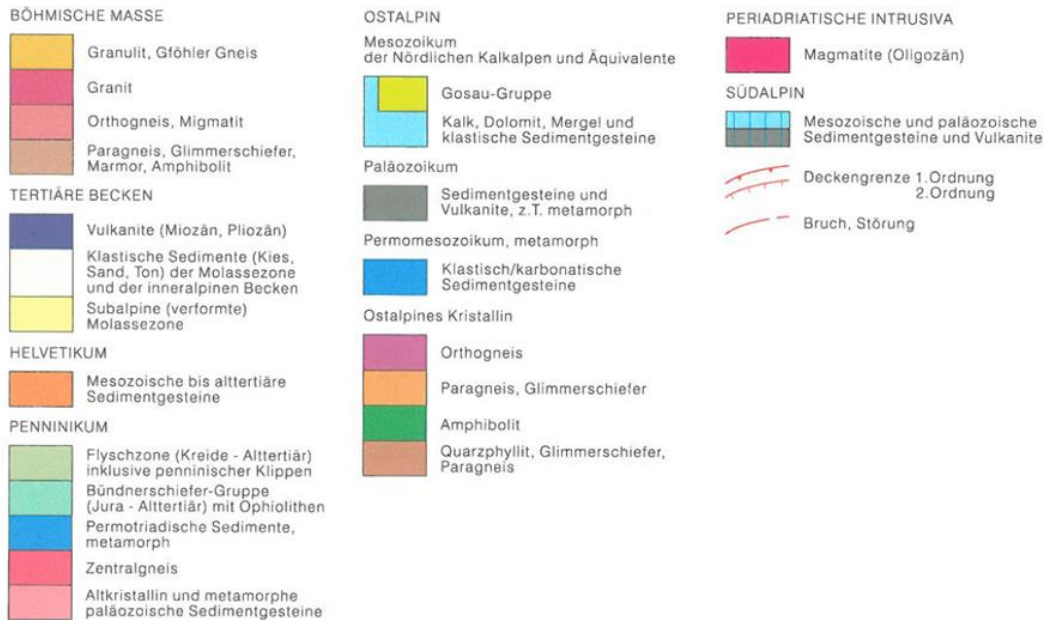 BÖHMISCHE MASSE
Granulit, Gföhler Gneis
Granit
Orthogneis, Migmatit
Paragneis, Glimmerschiefer,
Marmor, Amphibolit
TERTIÄRE BECKEN
Vulkanite (Miozän, Pliozän)
Klastische Sedimente (Kies,
Sand, Ton) der Molassezone
und der inneralpinen Becken
Subalpine (verformte)
Molassezone
HELVETIKUM
Mesozoische bis alttertiäre
Sedimentgesteine
PENNINIKUM
Flyschzone (Kreide - Alttertiär)
inklusive penninischer Klippen
Bündnerschiefer-Gruppe
(Jura - Alttertiär) mit Ophiolithen
Permotriadische Sedimente,
metamorph
Zentralgneis
Altkristallin und metamorphe
paläozoische Sedimentgesteine
OSTALPIN
Mesozoikum
der Nördlichen Kalkalpen und Äquivalente
Gosau-Gruppe
Kalk, Dolomit, Mergel und
klastische Sedimentgesteine
Paläozoikum
Sedimentgesteine und
Vulkanite, z.T. metamorph
Permomesozoikum, metamorph
Klastisch/karbonatische
Sedimentgesteine
Ostalpines Kristallin
Orthogneis
Paragneis, Glimmerschiefer
Amphibolit
Quarzphyllit, Glimmerschiefer,
Paragneis
PERIADRIATISCHE INTRUSIVA
Magmatite (Oligozän)
SÜDALPIN
Mesozoische und paläozoische
Sedimentgesteine und Vulkanite
Deckengrenze 1.Ordnung
2.Ordnung
Bruch, Störung